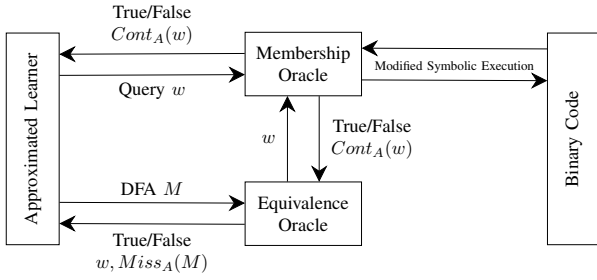 True/False
Cont_A(w)
Query w
Approximated Learner
Membership
Oracle
Modified Symbolic Execution
Binary Code
w
True/False
Cont_A(w)
DFA M
Equivalence
Oracle
True/False
w, Miss_A(M)